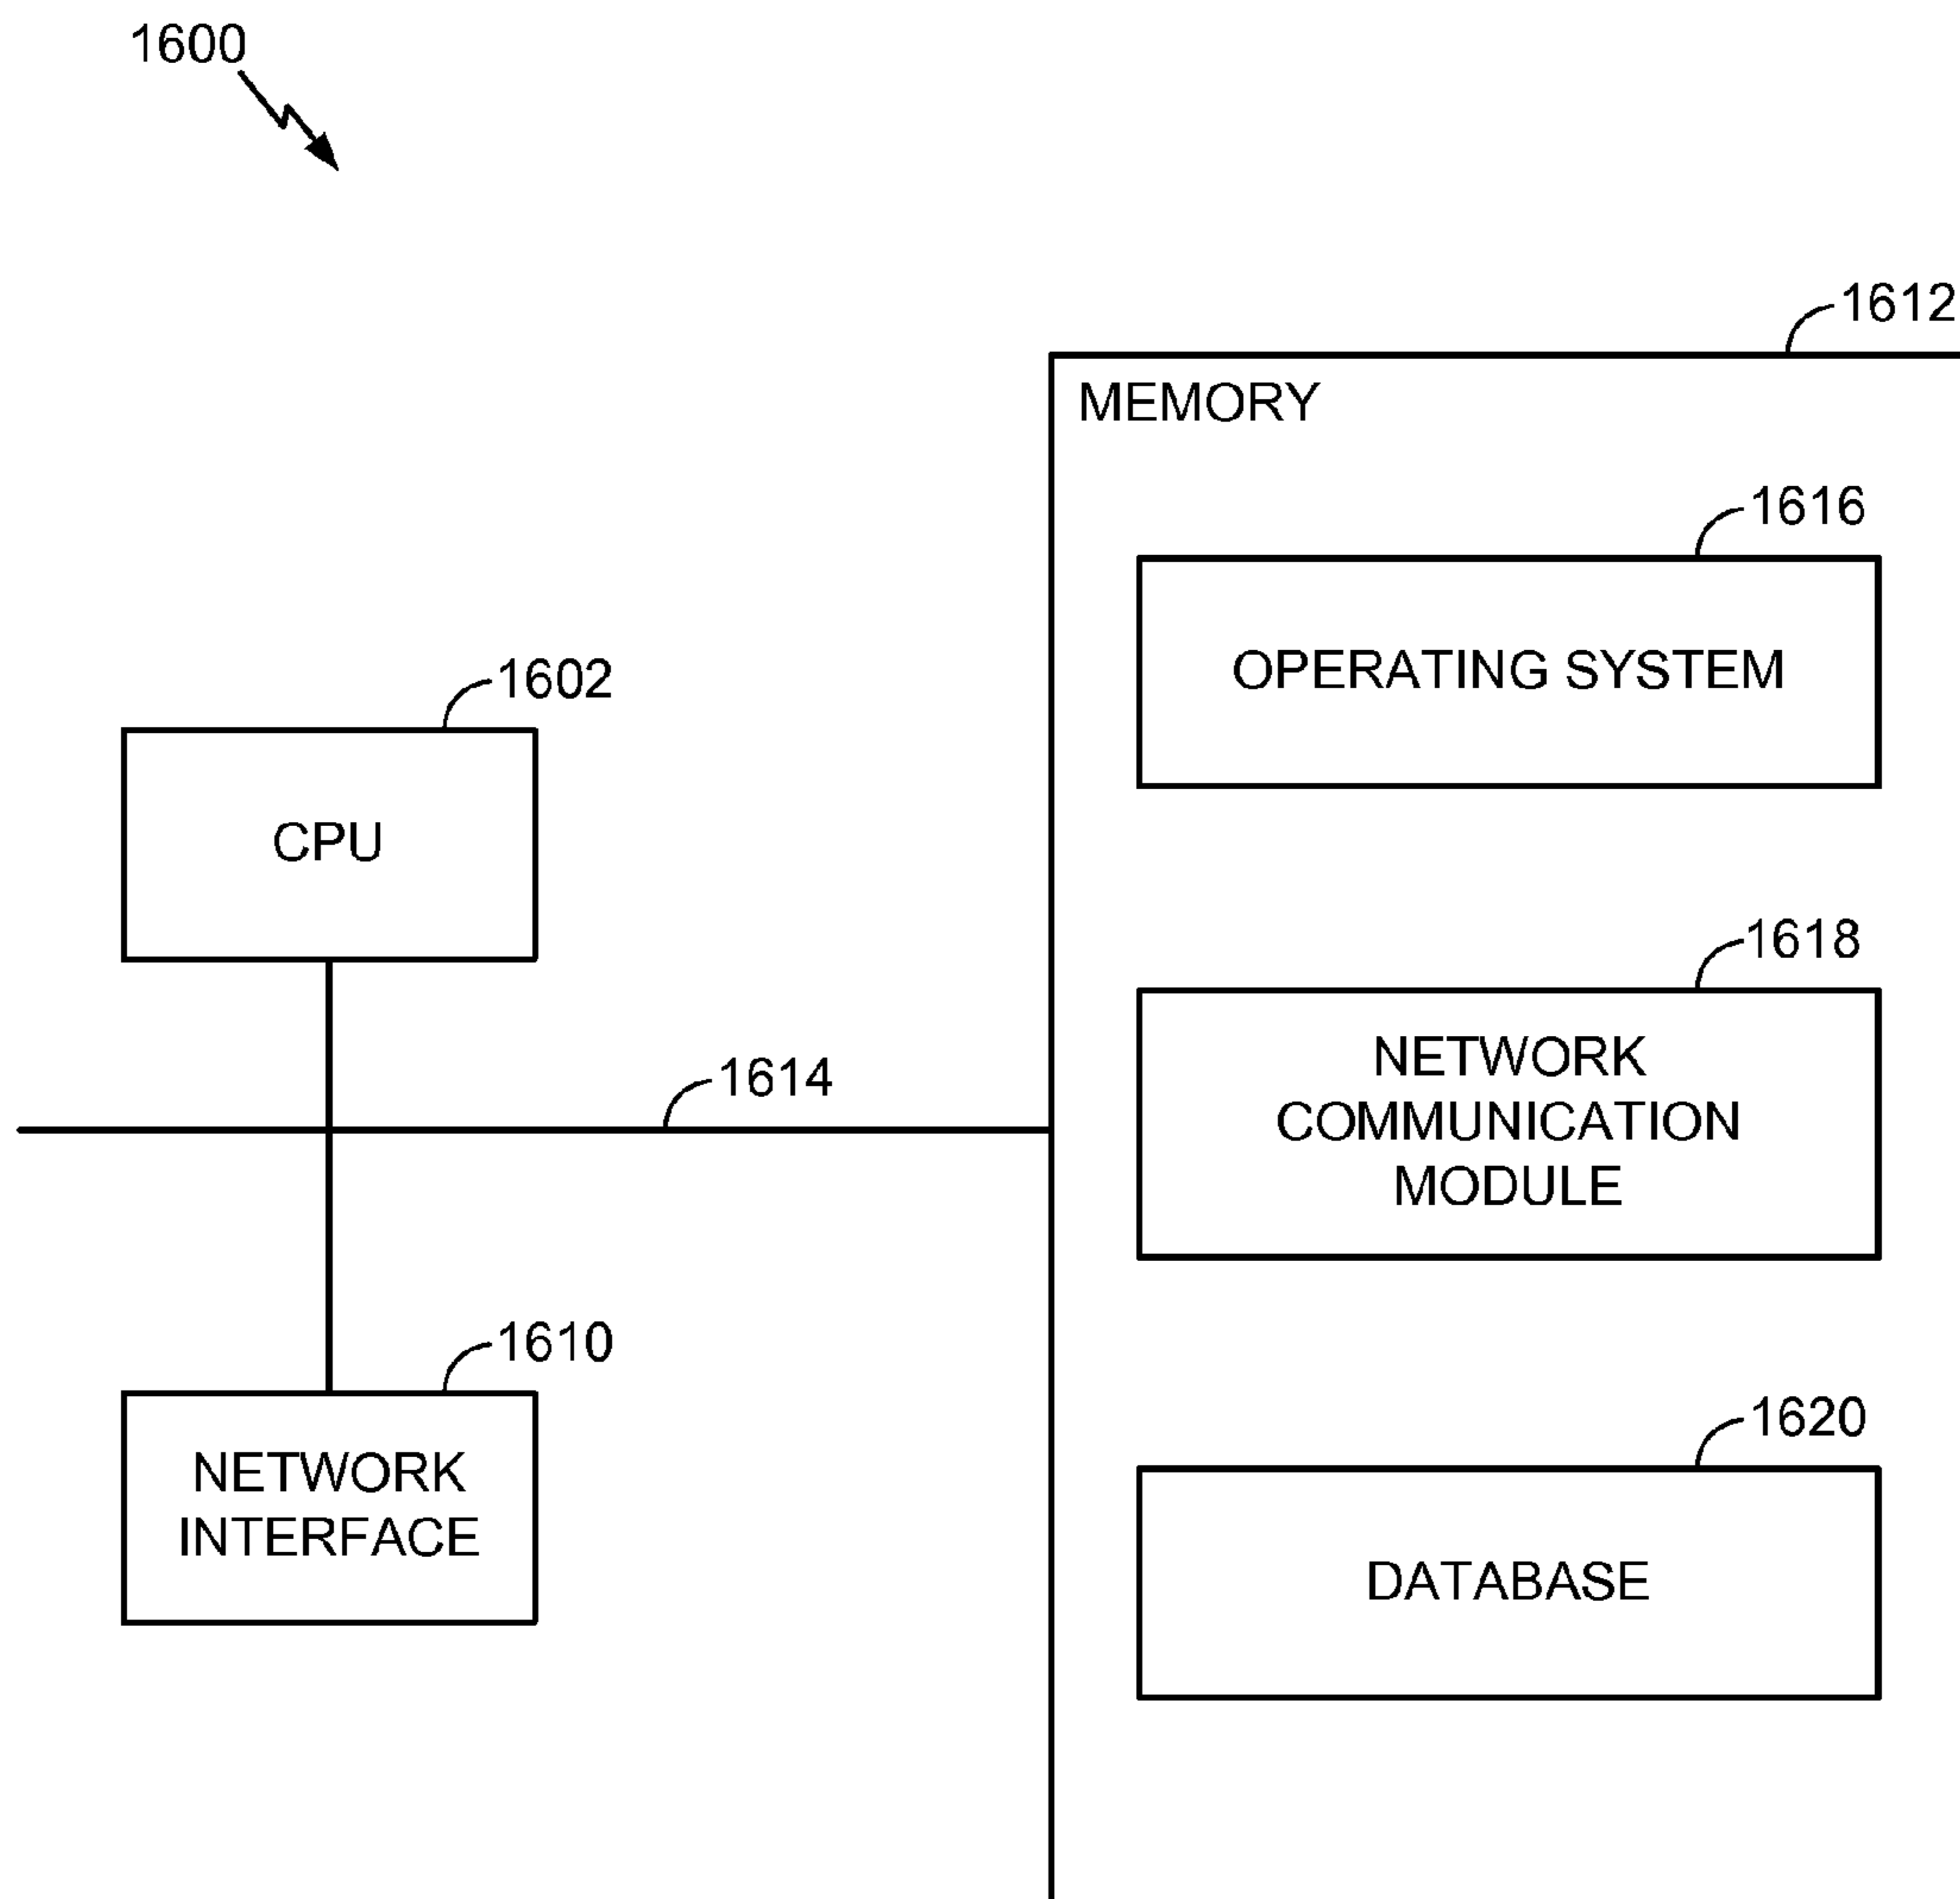 1600
1612
MEMORY
1616
OPERATING SYSTEM
1602
CPU
1618
NETWORK
COMMUNICATION
MODULE
1614
1610
NETWORK
INTERFACE
1620
DATABASE